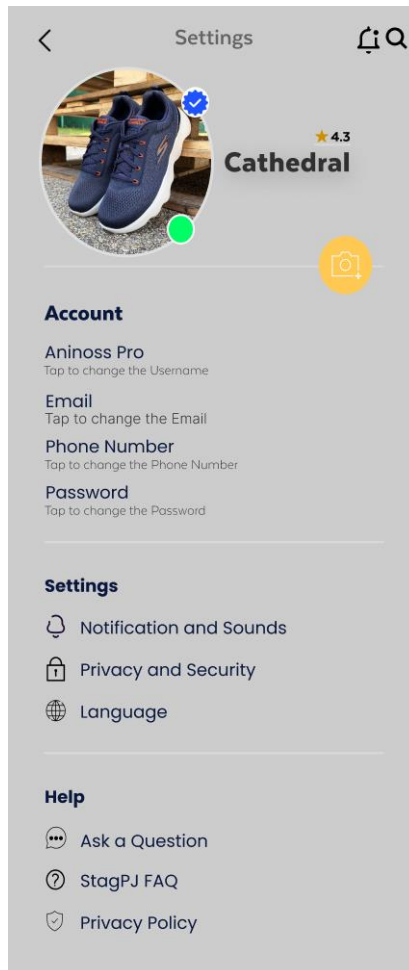 Settings
4.3
Cathedral
Account
Aninoss Pro
Tap to change the Username
Email
Tap to change the Email
Phone Number
Tap to change the Phone Number
Password
Tap to change the Password
Settings
Notification and Sounds
Privacy and Security
Language
Help
Ask a Question
StagPJ FAQ
Privacy Policy